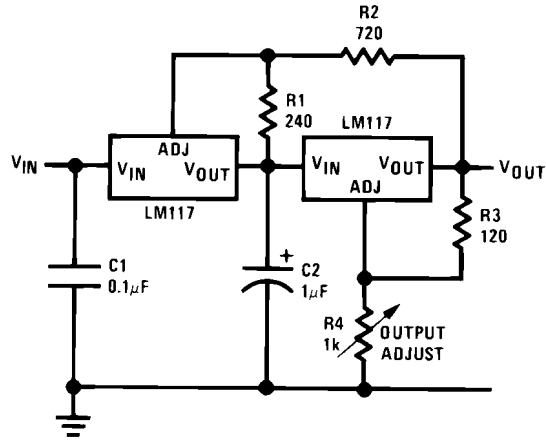 R2
720
R1
240
LM117
ADJ
V_IN
V_IN
V_OUT
LM117
V_IN
V_OUT
ADJ
V_OUT
R3
120
C1
0.1μF
+
C2
1μF
R4
1k
OUTPUT
ADJUST